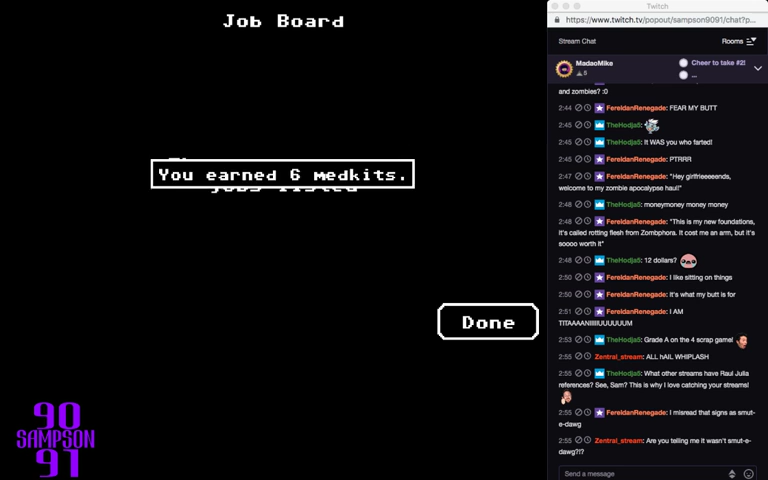 Job Board
You earned 6 medkits.
jobs listed
Done
90
SAMPSON
91
Twitch
https://www.twitch.tv/popout/sampson9091/chat?p...
Stream Chat
Rooms
MadaoMike
8
Cheer to take #2!
...
and zombies? :0
2:44 FereldanRenegade: FEAR MY BUTT
2:45 TheHodja5:
2:45 TheHodja5: It WAS you who farted!
2:45 FereldanRenegade: PTRRR
2:47 FereldanRenegade: "Hey girlfrieeeends,
welcome to my zombie apocalypse haul!"
2:48 TheHodja5: moneymoney money money
2:48 FereldanRenegade: "This is my new foundations,
it's called rotting flesh from Zombphora. It cost me an arm, but it's
soooo worth it"
2:48 TheHodja5: 12 dollars?
2:50 FereldanRenegade: I like sitting on things
2:50 FereldanRenegade: It's what my butt is for
2:51 FereldanRenegade: I AM
TITAAANIIIIUUUUUUM
2:53 TheHodja5: Grade A on the 4 scrap game!
2:55 Zentral_stream: ALL hAIL WHIPLASH
2:55 TheHodja5: What other streams have Raul Julia
references? See, Sam? This is why I love catching your streams!
2:55 FereldanRenegade: I misread that signs as smut-
e-dawg
2:55 Zentral_stream: Are you telling me it wasn't smut-e-
dawg?!?
Send a message